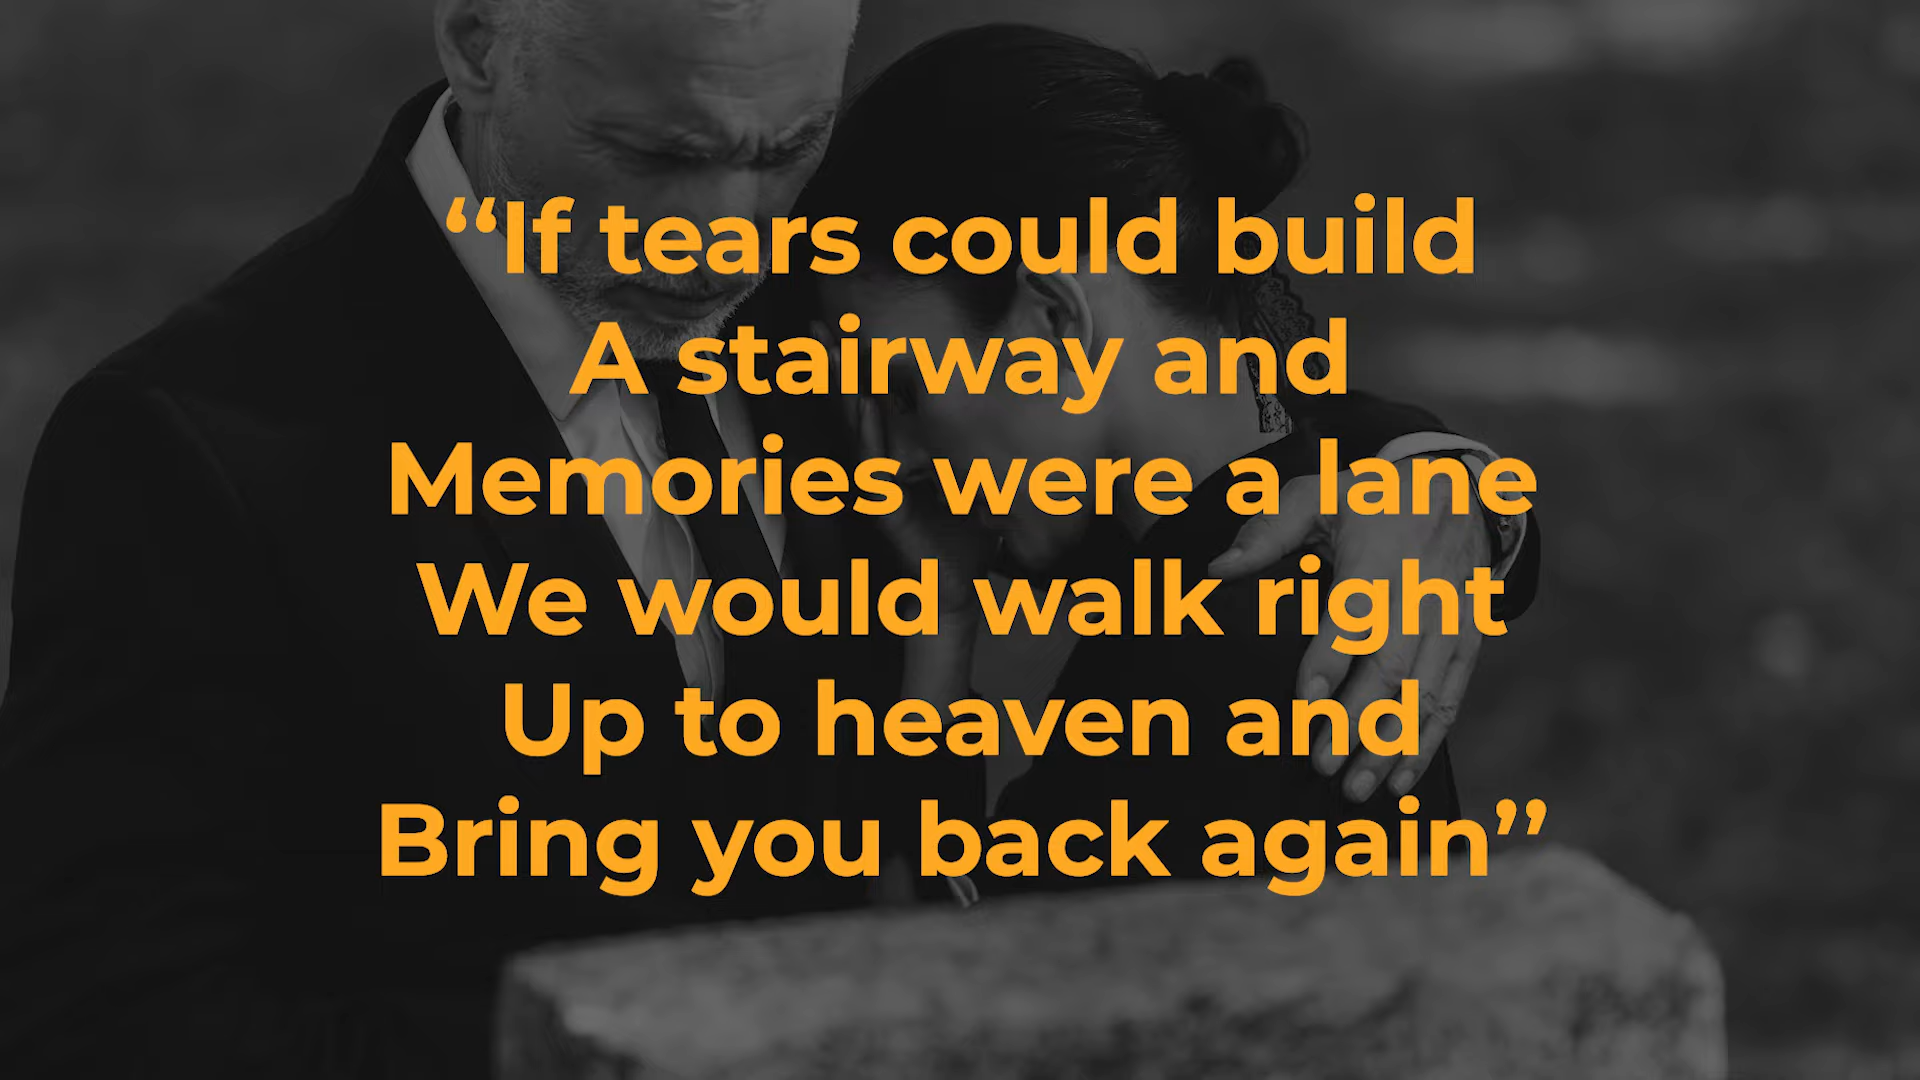 “If tears could build
A stairway and
Memories were a lane
We would walk right
Up to heaven and
Bring you back again”